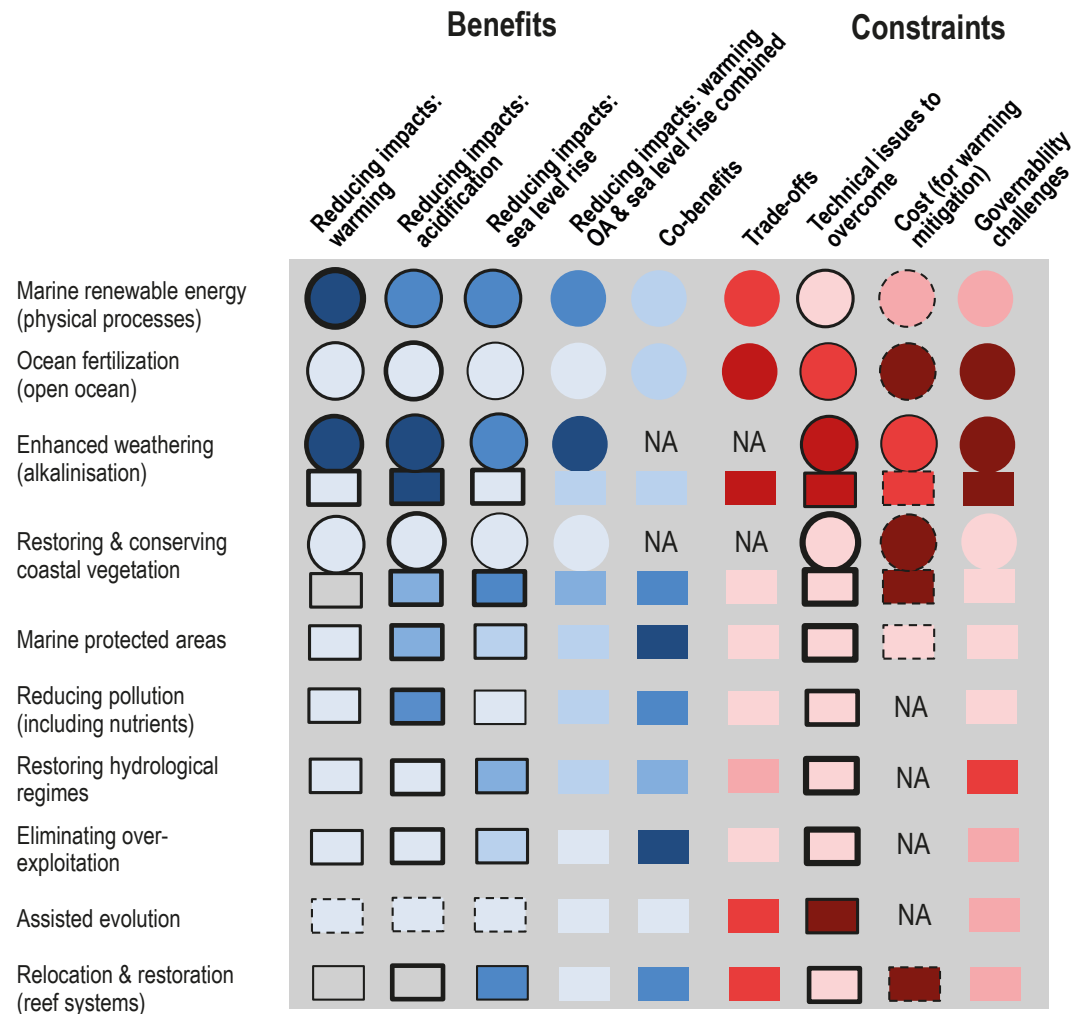 Benefits
Constraints
Reducing impacts:
warming
Reducing impacts:
acidification
Reducing impacts:
sea level rise
Reducing impacts: warming
OA & sea level rise combined
Co-benefits
Trade-offs
Technical issues to
overcome
Cost (for warming
mitigation)
Governability
challenges
Marine renewable energy
(physical processes)
Ocean fertilization
(open ocean)
Enhanced weathering
(alkalinisation)
NA
NA
Restoring & conserving
coastal vegetation
NA
NA
Marine protected areas
Reducing pollution
(including nutrients)
NA
Restoring hydrological
regimes
NA
Eliminating over-
exploitation
NA
Assisted evolution
NA
Relocation & restoration
(reef systems)